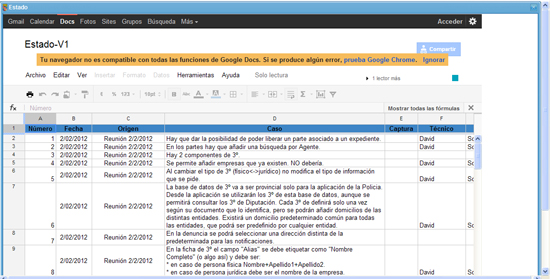 Estado
Gmail Calendar Docs Fotos Sites Grupos Búsqueda Más Acceder
Estado-V1
Compartir
Tu navegador no es compatible con todas las funciones de Google Docs. Si se produce algún error, prueba Google Chrome. Ignorar
Archivo Editar Ver Insertar Formato Datos Herramientas Ayuda Solo lectura
1 lector más
$ % 123 10pt B Abc A
fx Número Mostrar todas las fórmulas
A B C D E F
1 Número Fecha Origen Caso Captura Técnico
2 1 2/02/2012 Reunión 2/2/2012 Hay que dar la posibilidad de poder liberar un parte asociado a un expediente. David
3 2 2/02/2012 Reunión 2/2/2012 En los partes hay que añadir una búsqueda por Agente. David
4 3 2/02/2012 Reunión 2/2/2012 Hay 2 componentes de 3º
5 4 2/02/2012 Reunión 2/2/2012 Se permite añadir empresas que ya existen. NO debería David
6 Al cambiar el tipo de 3º (físico<->jurídico) no modifica el tipo de información
5 2/02/2012 Reunión 2/2/2012 que se pide. David
7 La base de datos de 3º va a ser provincial solo para la aplicación de la Policía.
Desde la aplicación se utilizarán los 3º de esta base de datos, aunque se
permitirá consultar los 3º de Diputación. Cada 3º de definirá solo una vez
según su documento que lo identifica, pero se podrán añadir domicilios de las
distintas entidades. Existirá un domicilio predeterminado común para todas
6 2/02/2012 Reunión 2/2/2012 las entidades, que podrá ser predefinido por cualquier entidad. David
8 En la denuncia se podrá seleccionar una dirección distinta de la
7 2/02/2012 Reunión 2/2/2012 predeterminada para las notificaciones. David
9 En la ficha de 3º el campo "Alias" se debe etiquetar como "Nombre
Completo" (o algo así) y debe ser:
* en caso de persona física Nombre+Apellido1+Apellido2.
8 2/02/2012 Reunión 2/2/2012 * en caso de persona jurídica debe ser el nombre de la empresa. David